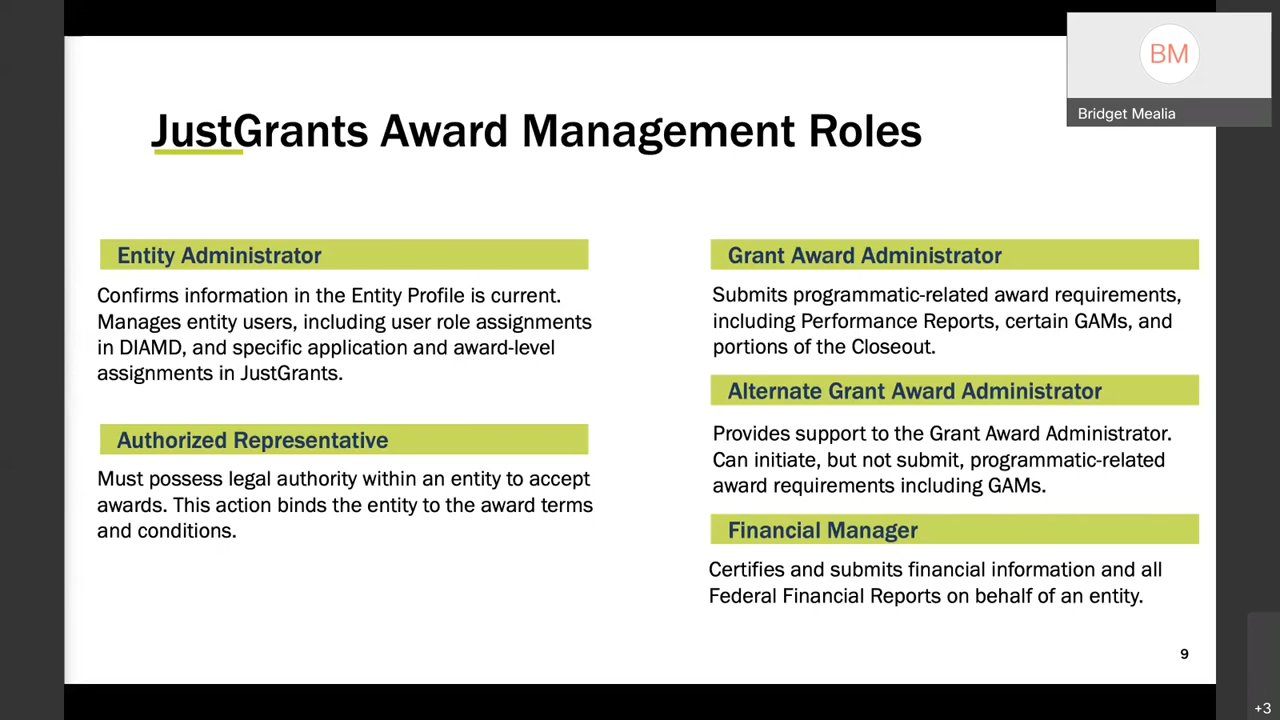 BM
Bridget Mealia
JustGrants Award Management Roles
Entity Administrator
Confirms information in the Entity Profile is current.
Manages entity users, including user role assignments
in DIAMD, and specific application and award-level
assignments in JustGrants.
Authorized Representative
Must possess legal authority within an entity to accept
awards. This action binds the entity to the award terms
and conditions.
Grant Award Administrator
Submits programmatic-related award requirements,
including Performance Reports, certain GAMs, and
portions of the Closeout.
Alternate Grant Award Administrator
Provides support to the Grant Award Administrator.
Can initiate, but not submit, programmatic-related
award requirements including GAMs.
Financial Manager
Certifies and submits financial information and all
Federal Financial Reports on behalf of an entity.
9
+3